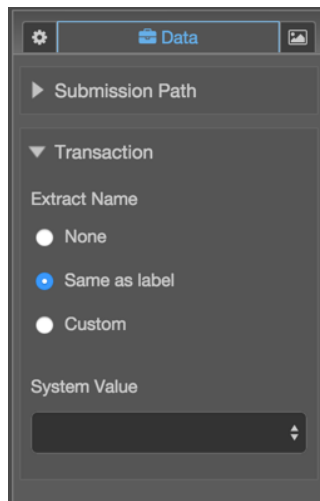 Data
Submission Path
Transaction
Extract Name
None
Same as label
Custom
System Value